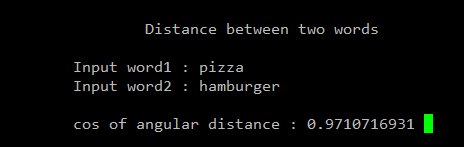 Distance between two words
Input word1 : pizza
Input word2 : hamburger
cos of angular distance : 0.9710716931